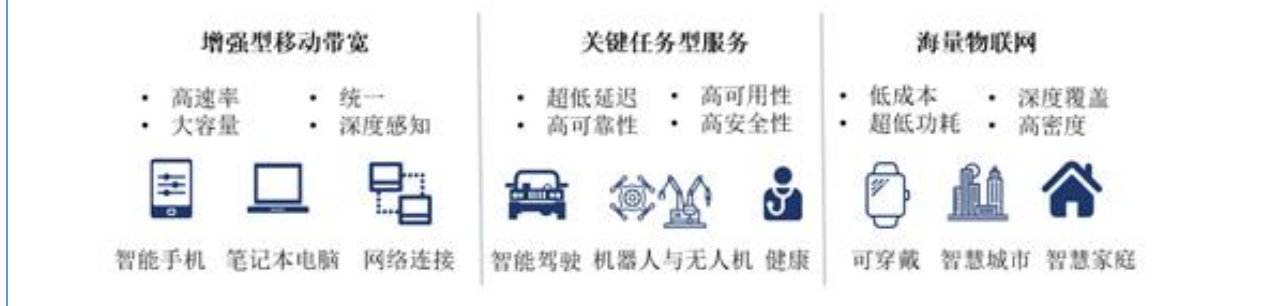 增强型移动带宽
• 高速率 • 统一
• 大容量 • 深度感知
智能手机 笔记本电脑 网络连接
关键任务型服务
• 超低延迟 • 高可用性
• 高可靠性 • 高安全性
智能驾驶 机器人与无人机 健康
海量物联网
• 低成本 • 深度覆盖
• 超低功耗 • 高密度
可穿戴 智慧城市 智慧家庭